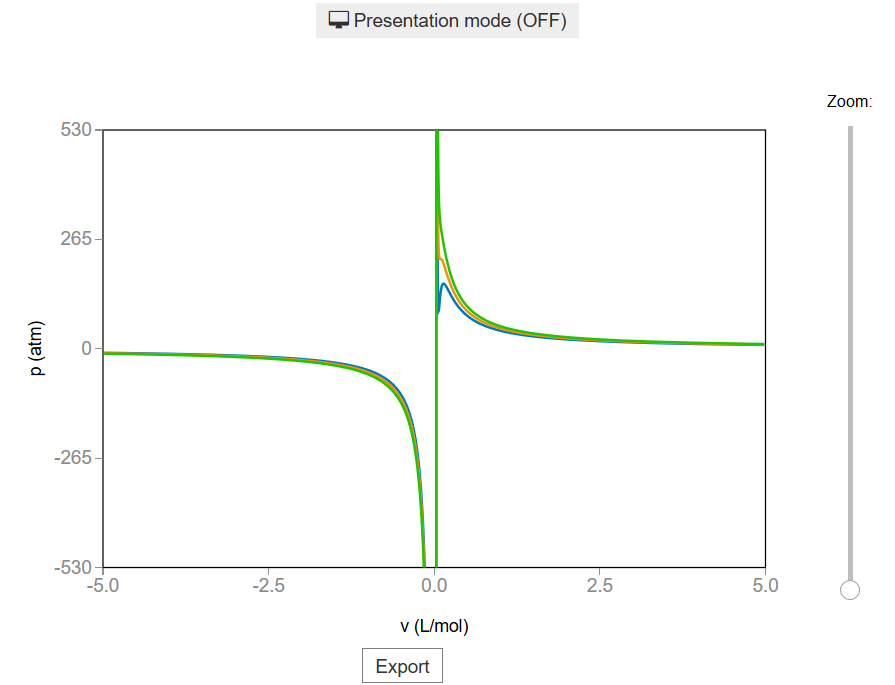 Presentation mode (OFF)
Zoom:
530
265
0
-265
-530
p (atm)
-5.0 -2.5 0.0 2.5 5.0
v (L/mol)
Export